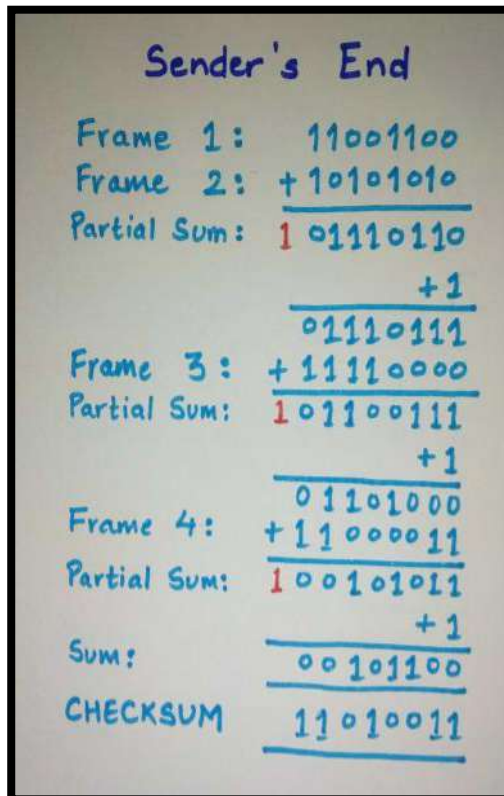 Sender's End
Frame 1: 11001100
Frame 2: +10101010
Partial Sum: 1 01110110
+1
01110111
Frame 3: +11110000
Partial Sum: 101100111
+1
01101000
Frame 4: +11000011
Partial Sum: 100101011
+1
Sum: 00101100
CHECKSUM 11010011